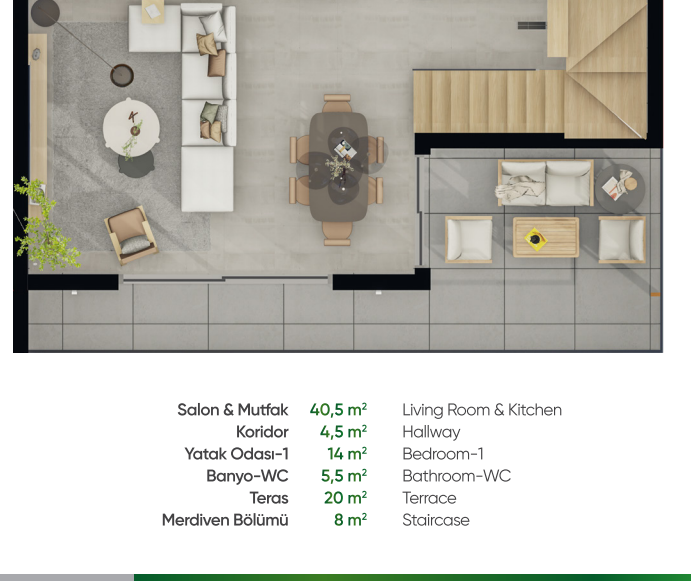 Salon & Mutfak 40,5 m² Living Room & Kitchen
Koridor 4,5 m² Hallway
Yatak Odası-1 14 m² Bedroom-1
Banyo-WC 5,5 m² Bathroom-WC
Teras 20 m² Terrace
Merdiven Bölümü 8 m² Staircase